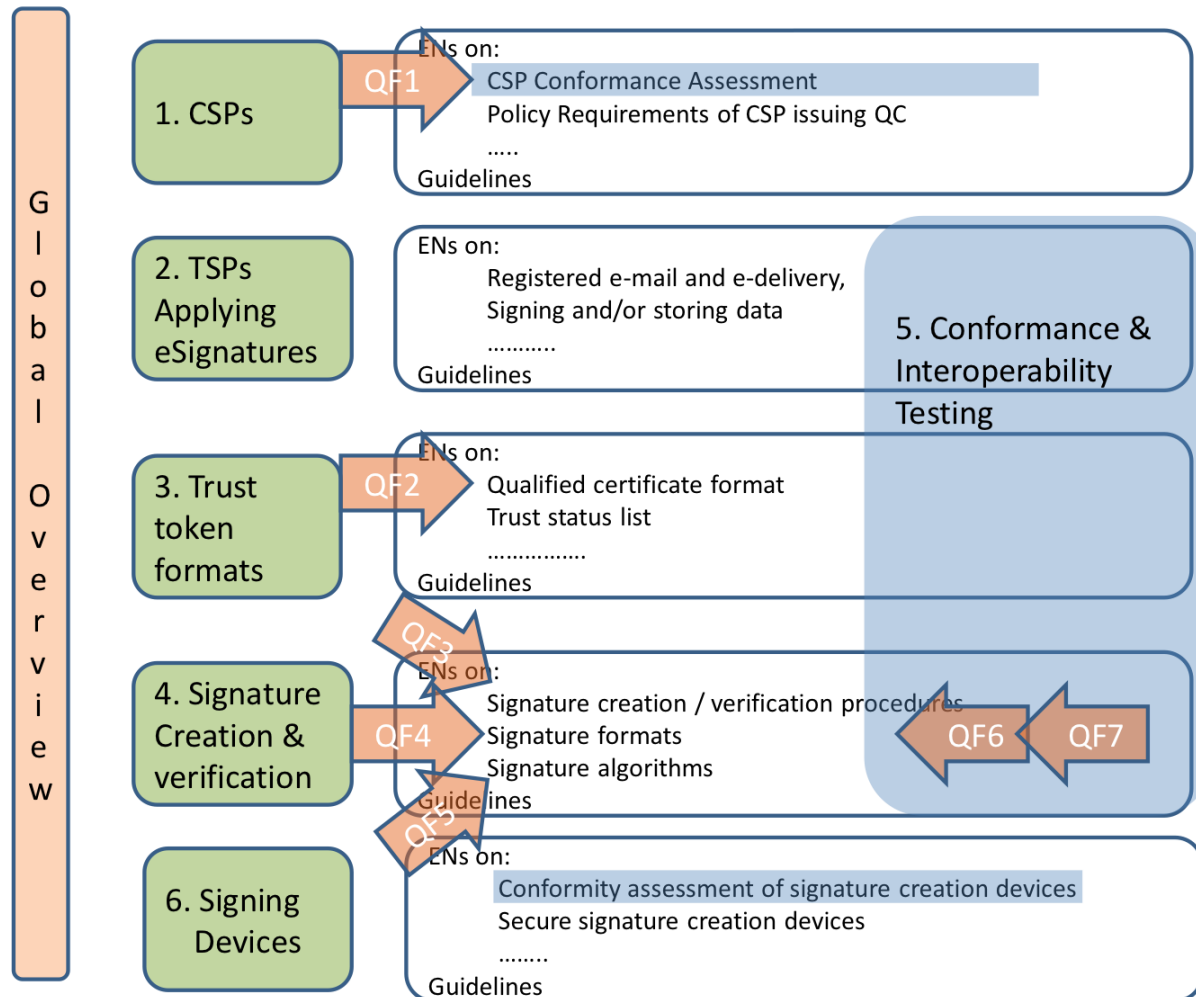 Global Overview
1. CSPs
QF1
ENs on:
CSP Conformance Assessment
Policy Requirements of CSP issuing QC
…..
Guidelines
2. TSPs
Applying
eSignatures
ENs on:
Registered e-mail and e-delivery,
Signing and/or storing data
………..
Guidelines
5. Conformance &
Interoperability
Testing
3. Trust
token
formats
QF2
ENs on:
Qualified certificate format
Trust status list
…………….
Guidelines
QF3
4. Signature
Creation &
verification
QF4
ENs on:
Signature creation / verification procedures
Signature formats
Signature algorithms
Guidelines
QF6
QF7
QF5
6. Signing
Devices
ENs on:
Conformity assessment of signature creation devices
Secure signature creation devices
……..
Guidelines